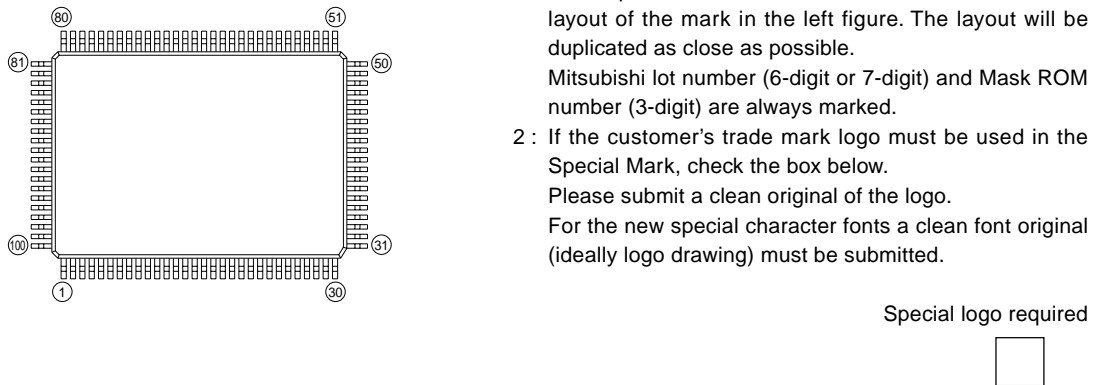 80
51
81
50
100
31
1
30
layout of the mark in the left figure. The layout will be
duplicated as close as possible.
Mitsubishi lot number (6-digit or 7-digit) and Mask ROM
number (3-digit) are always marked.
2 : If the customer's trade mark logo must be used in the
Special Mark, check the box below.
Please submit a clean original of the logo.
For the new special character fonts a clean font original
(ideally logo drawing) must be submitted.
Special logo required